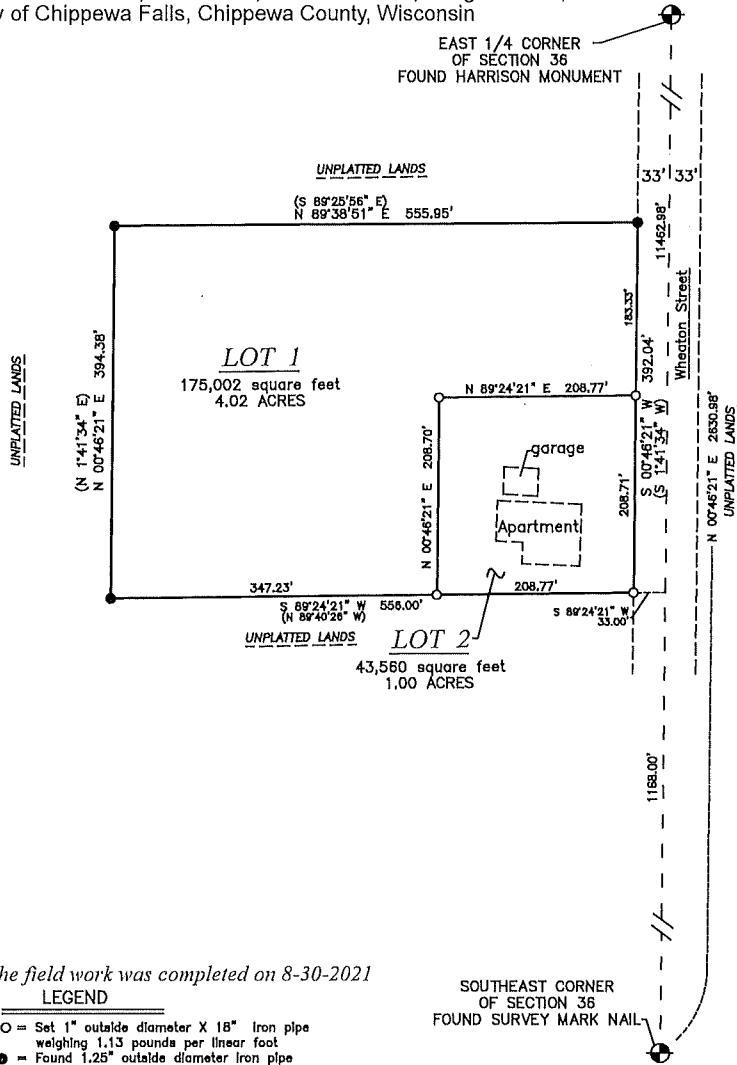 y of Chippewa Falls, Chippewa County, Wisconsin
EAST 1/4 CORNER
OF SECTION 36
FOUND HARRISON MONUMENT
UNPLATTED LANDS
33' 33'
(S 89°25'56" E)
N 89°38'51" E 555.95'
11462.98'
183.33'
Wheaton Street
392.04'
S 00°46'21" W
(S 1°41'34" W)
UNPLATTED LANDS
(N 1°41'34" E)
N 00°46'21" E 394.38'
LOT 1
175,002 square feet
4.02 ACRES
N 89°24'21" E 208.77'
N 00°46'21" E 208.70'
garage
Apartment
208.71'
N 00°46'21" E 2630.98'
UNPLATTED LANDS
347.23'
S 89°24'21" W 556.00'
(N 89°40'26" W)
208.77'
S 89°24'21" W
33.00'
UNPLATTED LANDS
LOT 2
43,560 square feet
1.00 ACRES
1168.00'
he field work was completed on 8-30-2021
LEGEND
= Set 1" outside diameter X 18" Iron pipe
weighing 1.13 pounds per linear foot
= Found 1.25" outside diameter iron pipe
SOUTHEAST CORNER
OF SECTION 36
FOUND SURVEY MARK NAIL